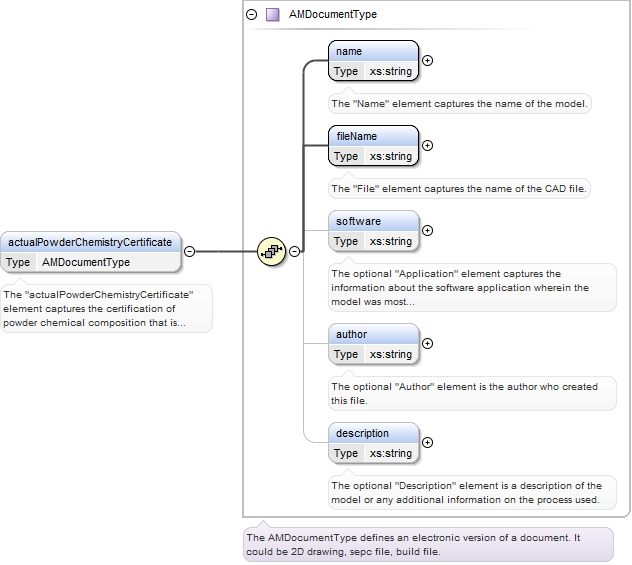 AMDocumentType
name
Type xs:string
The "Name" element captures the name of the model.
fileName
Type xs:string
The "File" element captures the name of the CAD file.
software
Type xs:string
The optional "Application" element captures the
information about the software application wherein the
model was most...
author
Type xs:string
The optional "Author" element is the author who created
this file.
description
Type xs:string
The optional "Description" element is a description of the
model or any additional information on the process used.
actualPowderChemistryCertificate
Type AMDocumentType
The "actualPowderChemistryCertificate"
element captures the certification of
powder chemical composition that is...
The AMDocumentType defines an electronic version of a document. It
could be 2D drawing, sepc file, build file.